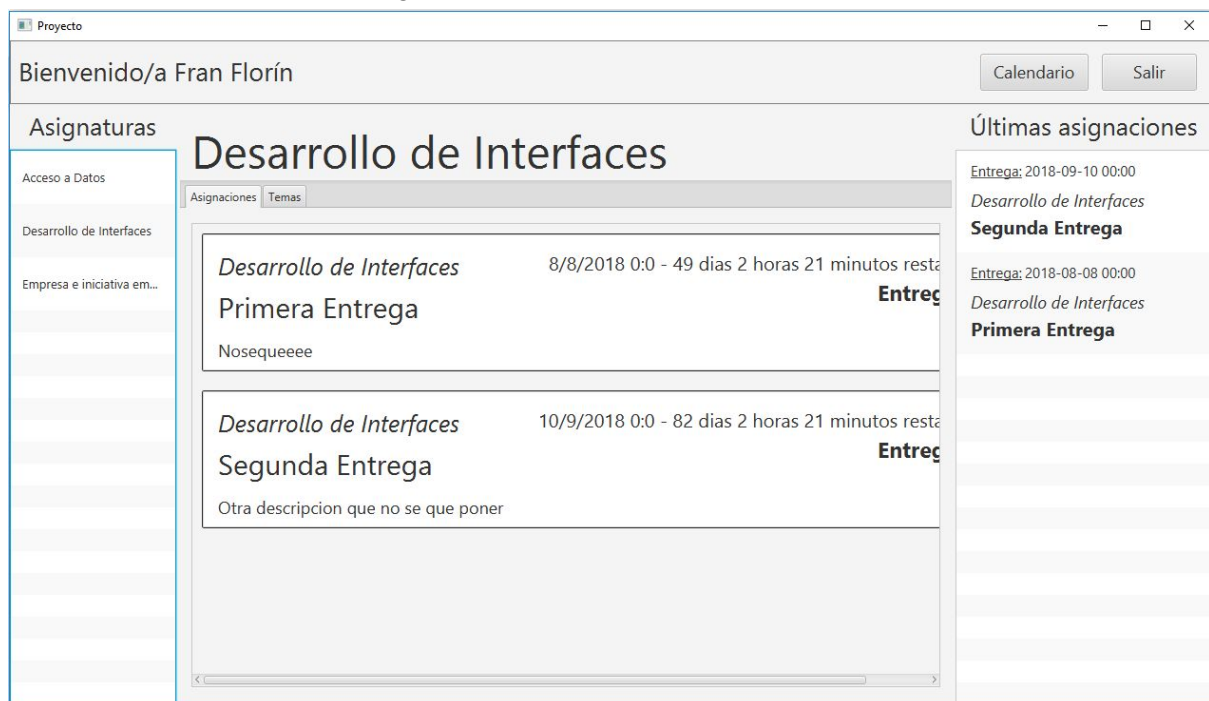 Proyecto
Bienvenido/a Fran Florín
Calendario
Salir
Asignaturas
Acceso a Datos
Desarrollo de Interfaces
Empresa e iniciativa em...
Desarrollo de Interfaces
Asignaciones
Temas
Desarrollo de Interfaces
8/8/2018 0:0 - 49 dias 2 horas 21 minutos resta
Entreg
Primera Entrega
Nosequeeee
Desarrollo de Interfaces
10/9/2018 0:0 - 82 dias 2 horas 21 minutos resta
Entreg
Segunda Entrega
Otra descripcion que no se que poner
Últimas asignaciones
Entrega: 2018-09-10 00:00
Desarrollo de Interfaces
Segunda Entrega
Entrega: 2018-08-08 00:00
Desarrollo de Interfaces
Primera Entrega